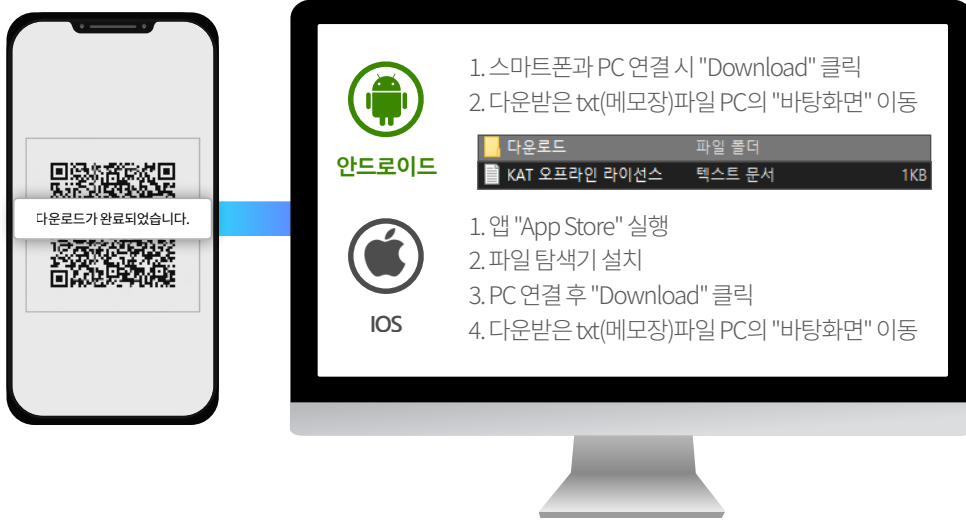 다운로드가 완료되었습니다.
안드로이드
1. 스마트폰과 PC 연결 시 "Download" 클릭
2. 다운받은 txt(메모장)파일 PC의 "바탕화면" 이동
다운로드 파일 폴더
KAT 오프라인 라이선스 텍스트 문서 1KB
IOS
1. 앱 "App Store" 실행
2. 파일 탐색기 설치
3. PC 연결 후 "Download" 클릭
4. 다운받은 txt(메모장)파일 PC의 "바탕화면" 이동